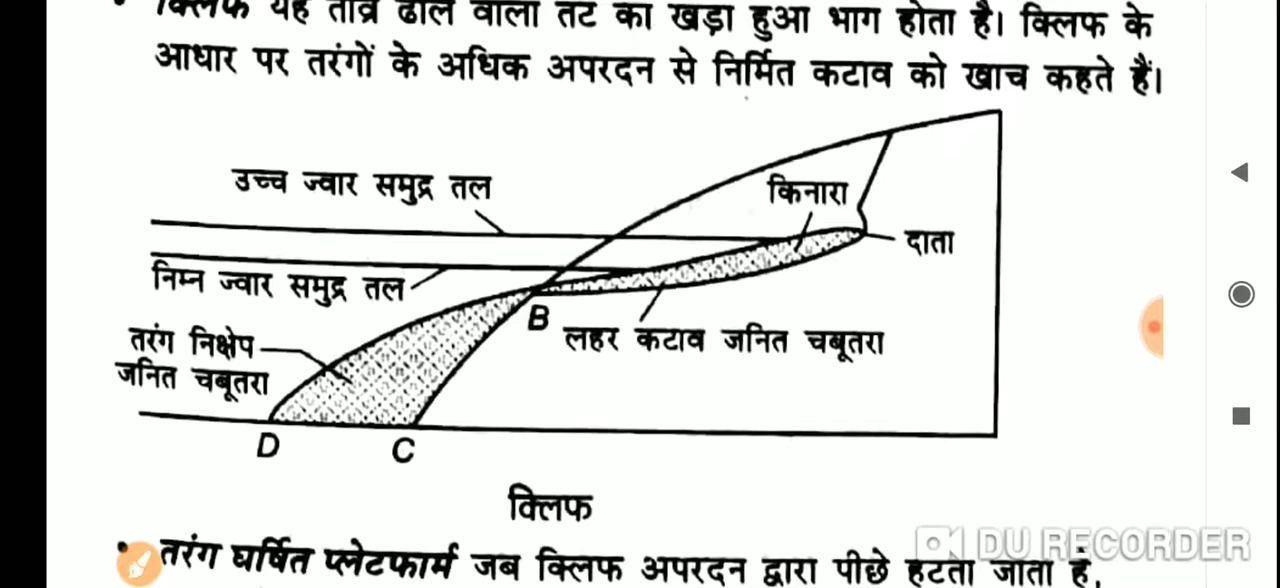 क्लिफ यह तीव्र ढाल वाला तट का खड़ा हुआ भाग होता है। क्लिफ के
आधार पर तरंगों के अधिक अपरदन से निर्मित कटाव को खाच कहते हैं।
उच्च ज्वार समुद्र तल
किनारा
दाता
निम्न ज्वार समुद्र तल
B
लहर कटाव जनित चबूतरा
तरंग निक्षेप
जनित चबूतरा
D
C
क्लिफ
• तरंग घर्षित प्लेटफार्म जब क्लिफ अपरदन द्वारा पीछे हटता जाता है,
DU RECORDER